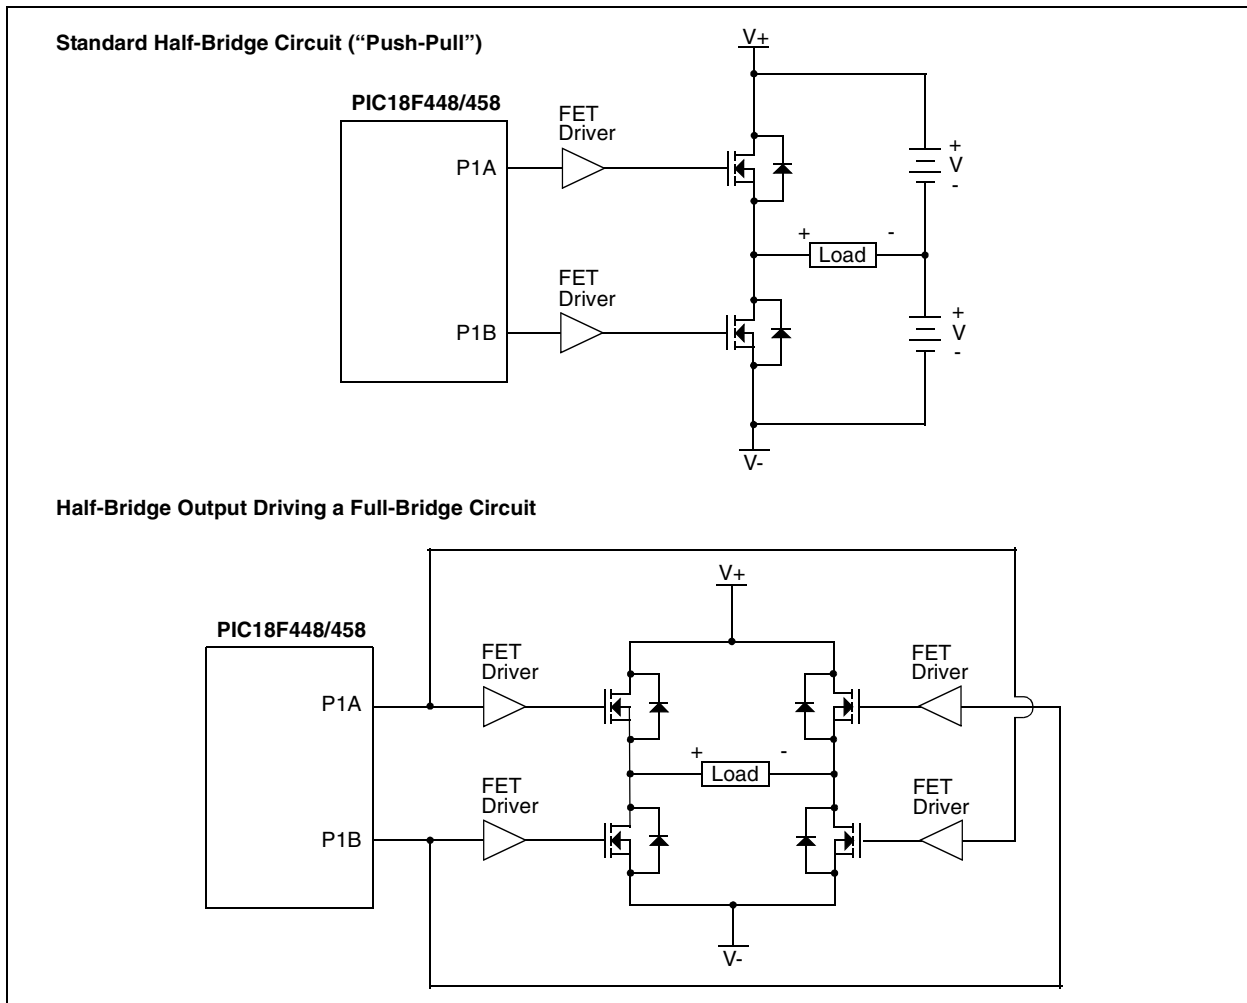 Standard Half-Bridge Circuit (“Push-Pull”)
V+
PIC18F448/458
FET
Driver
P1A
+
V
-
+
-
Load
FET
Driver
P1B
+
V
-
V-
Half-Bridge Output Driving a Full-Bridge Circuit
V+
PIC18F448/458
FET
Driver
FET
Driver
P1A
+
-
Load
FET
Driver
FET
Driver
P1B
V-